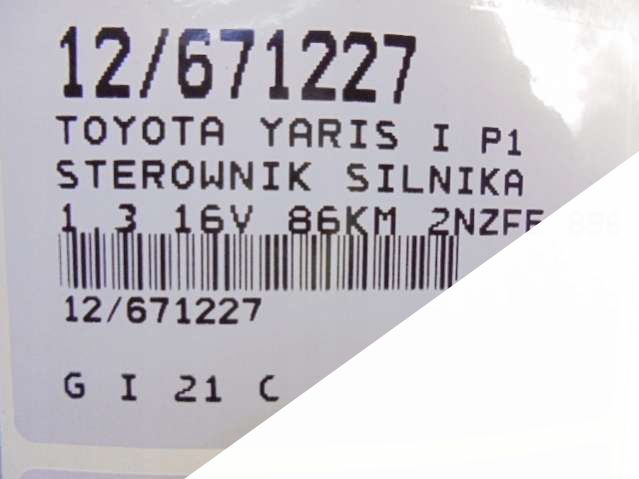 12/671227
TOYOTA YARIS I P1
STEROWNIK SILNIKA
1.3 16V 86KM 2NZFE
12/671227
G I 21 C